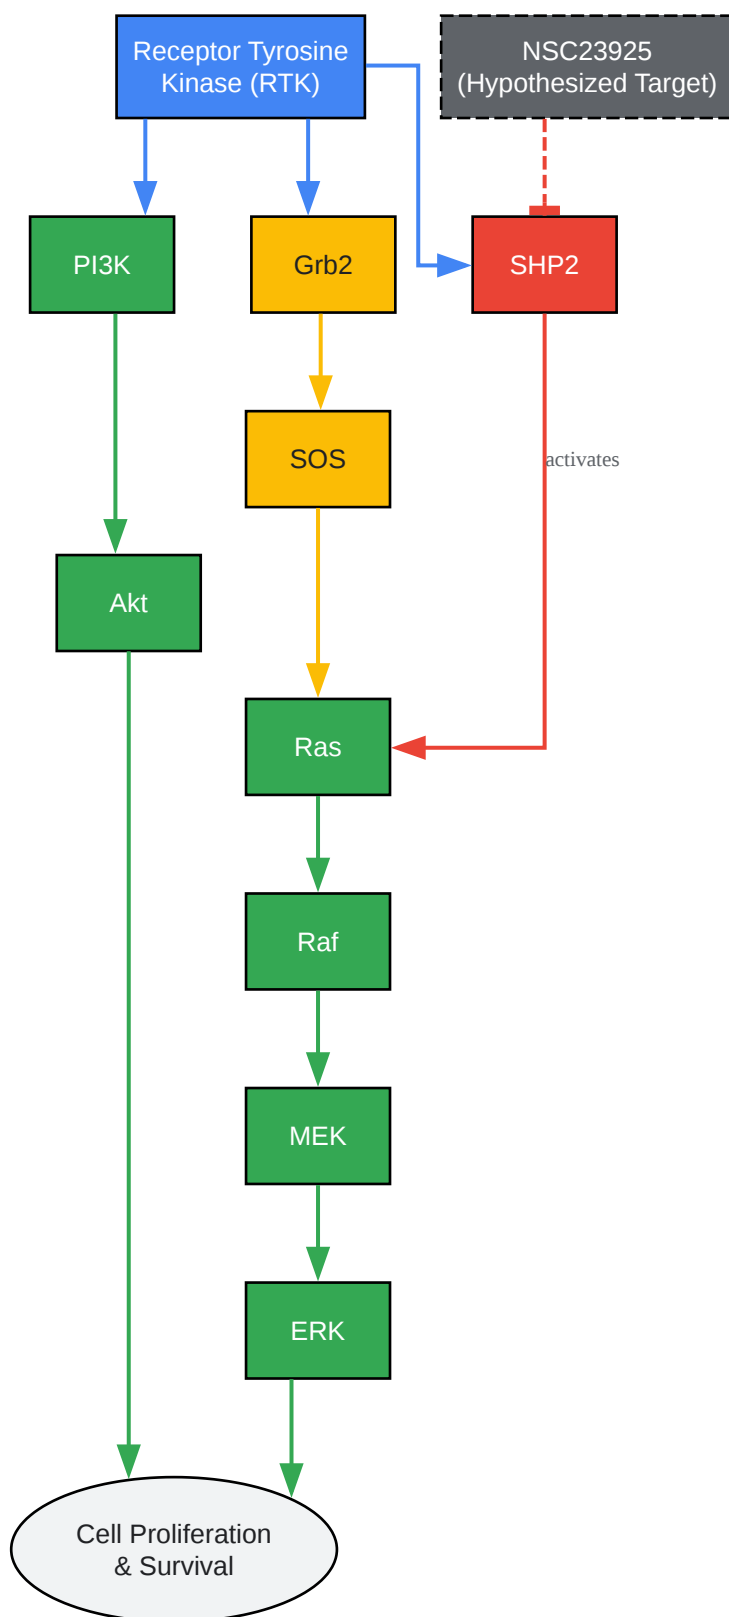 Receptor Tyrosine
Kinase (RTK)
NSC23925
(Hypothesized Target)
PI3K
Grb2
SHP2
SOS
activates
Akt
Ras
Raf
MEK
ERK
Cell Proliferation
& Survival